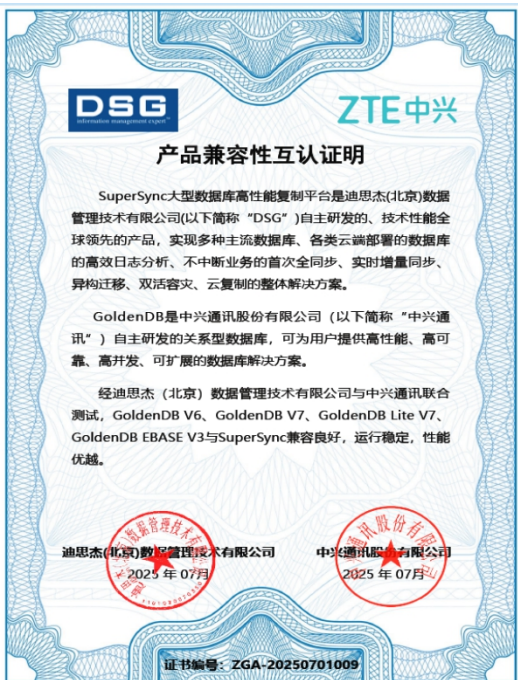 DSG
information management expert
ZTE中兴
产品兼容性互认证明
SuperSync大型数据库高性能复制平台是迪思杰(北京)数据
管理技术有限公司(以下简称“DSG”)自主研发的、技术性能全
球领先的产品，实现多种主流数据库、各类云端部署的数据库
的高效日志分析、不中断业务的首次全同步、实时增量同步、
异构迁移、双活容灾、云复制的整体解决方案。
GoldenDB是中兴通讯股份有限公司（以下简称“中兴通
讯”）自主研发的关系型数据库，可为用户提供高性能、高可
靠、高并发、可扩展的数据库解决方案。
经迪思杰（北京）数据管理技术有限公司与中兴通讯联合
测试，GoldenDB V6、GoldenDB V7、GoldenDB Lite V7、
GoldenDB EBASE V3与SuperSync兼容良好，运行稳定，性能
优越。
迪思杰(北京)数据管理技术有限公司
中兴通讯股份有限公司
2025 年 07月
2025 年 07月
证书编号：ZGA-20250701009